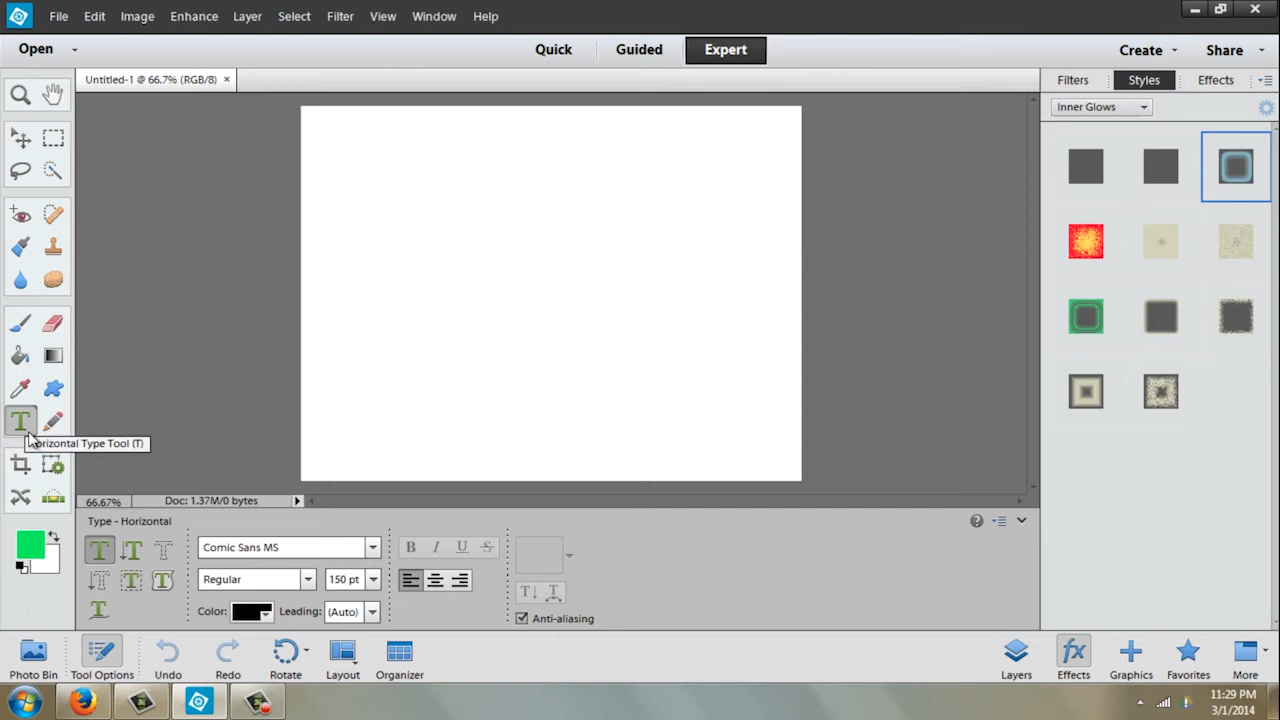 File Edit Image Enhance Layer Select Filter View Window Help
Open Quick Guided Expert Create Share
Untitled-1 @ 66.7% (RGB/8) × Filters Styles Effects
Inner Glows
Horizontal Type Tool (T)
66.67% Doc: 1.37M/0 bytes
Type - Horizontal
Comic Sans MS B I U S
Regular 150 pt
Color: Leading: (Auto) Anti-aliasing
Photo Bin Tool Options Undo Redo Rotate Layout Organizer Layers Effects Graphics Favorites More
11:29 PM
3/1/2014